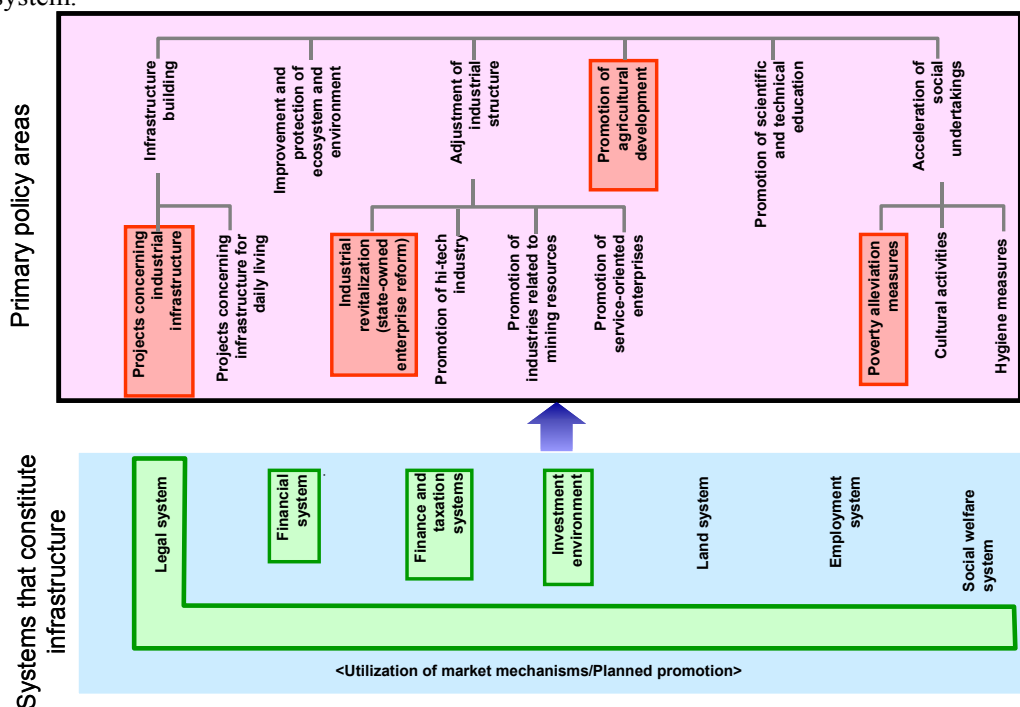 system.
Primary policy areas
Infrastructure
building
Improvement and
protection of
ecosystem and
environment
Adjustment of
industrial
structure
Promotion of
agricultural
development
Promotion of scientific
and technical
education
Acceleration of
social
undertakings
Projects concerning
industrial
infrastructure
Projects concerning
infrastructure for
daily living
Industrial
revitalization
(state-owned
enterprise reform)
Promotion of hi-tech
industry
Promotion of
industries related to
mining resources
Promotion of
service-oriented
enterprises
Poverty alleviation
measures
Cultural activities
Hygiene measures
Systems that constitute
infrastructure
Legal system
Financial
system
Finance and
taxation
systems
Investment
environment
Land system
Employment
system
Social welfare
system
<Utilization of market mechanisms/Planned promotion>